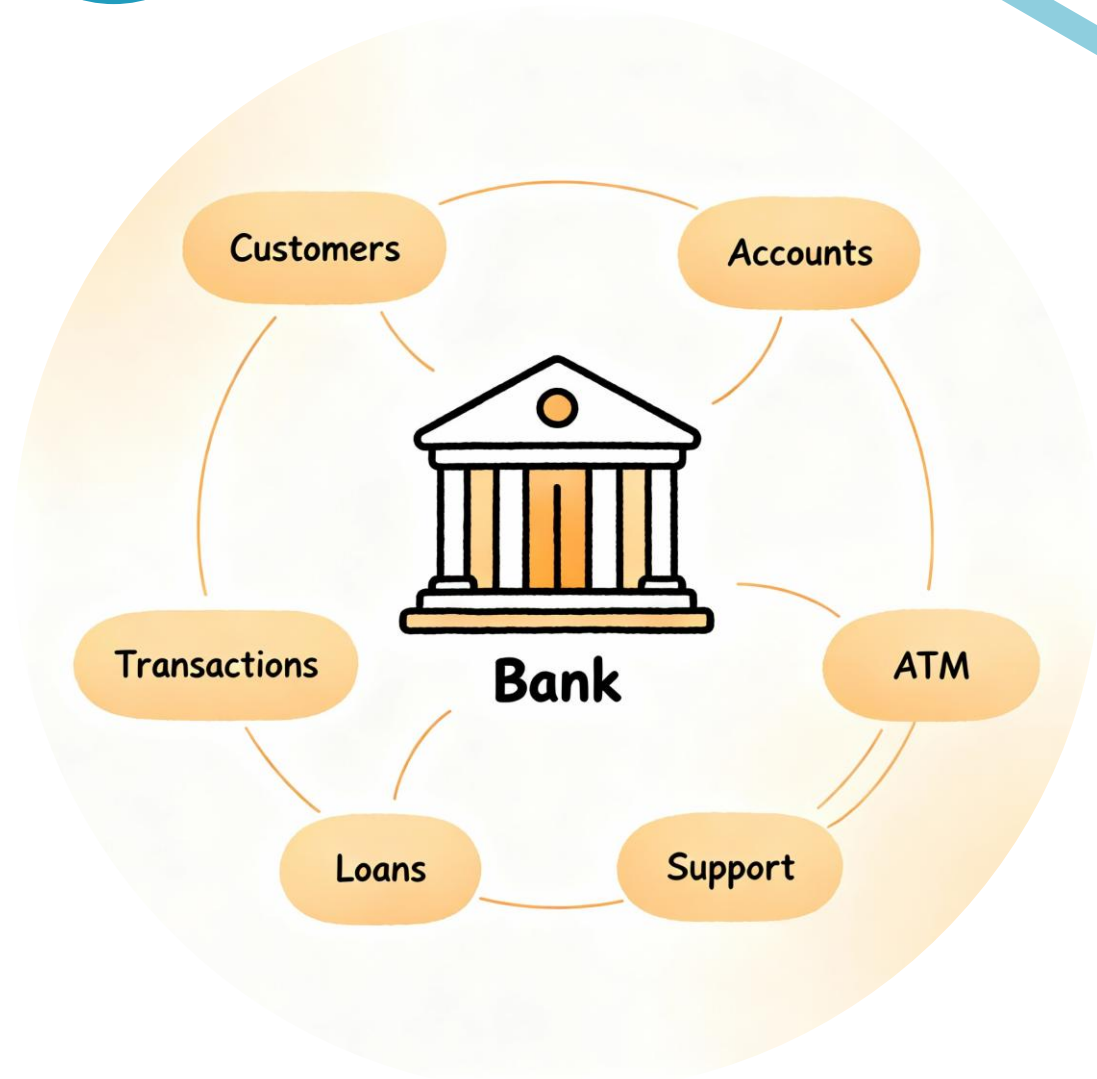 Customers
Accounts
Transactions
Bank
ATM
Loans
Support